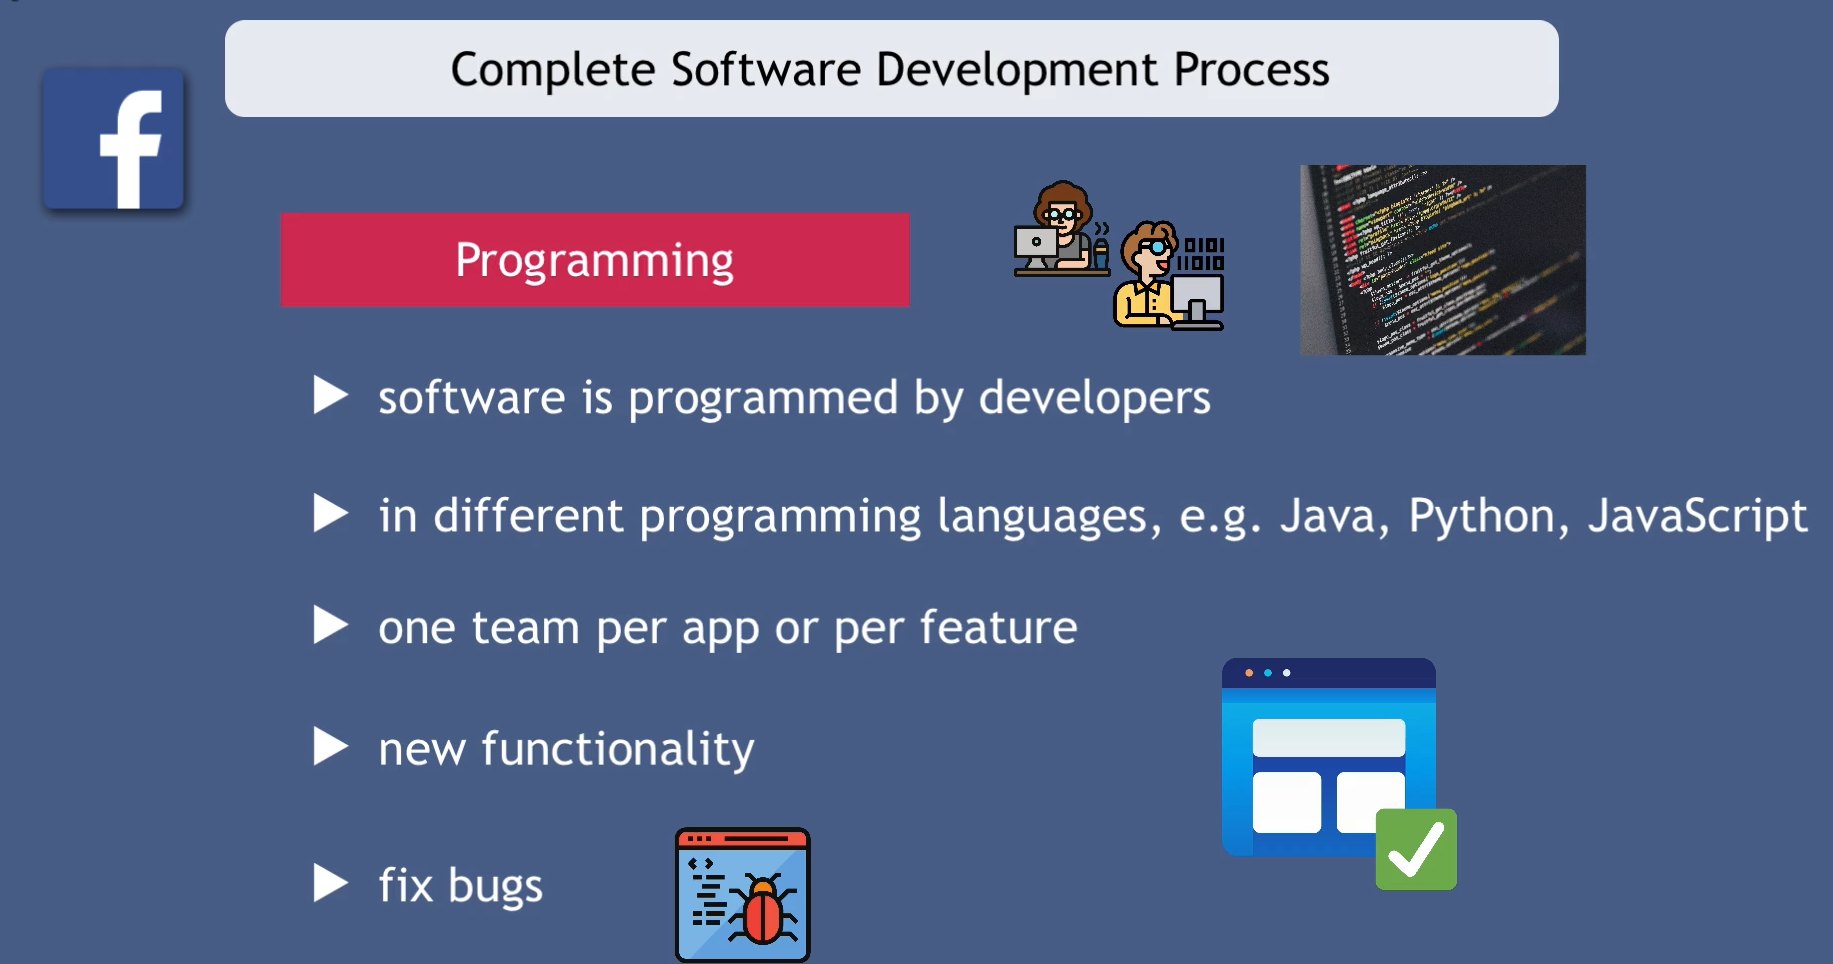 Complete Software Development Process
f
Programming
0101
11010
software is programmed by developers
in different programming languages, e.g. Java, Python, JavaScript
one team per app or per feature
new functionality
fix bugs